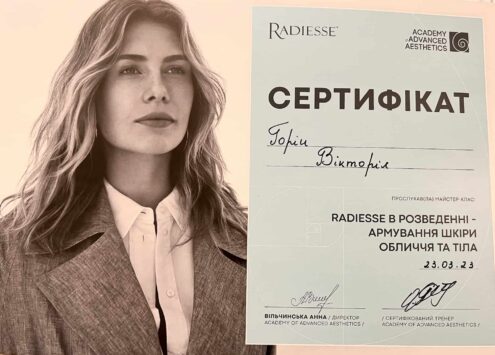 RADIESSE®
ACADEMY
OF ADVANCED
AESTHETICS
СЕРТИФІКАТ
Горін
Вікторія
ПРОСЛУХАВ(ЛА) МАЙСТЕР-КЛАС
RADIESSE В РОЗВЕДЕННІ -
АРМУВАННЯ ШКІРИ
ОБЛИЧЧЯ ТА ТІЛА
23.03.23
ВІЛЬЧИНСЬКА АННА / ДИРЕКТОР
ACADEMY OF ADVANCED AESTHETICS /
/ СЕРТИФІКОВАНИЙ ТРЕНЕР
ACADEMY OF ADVANCED AESTHETICS /